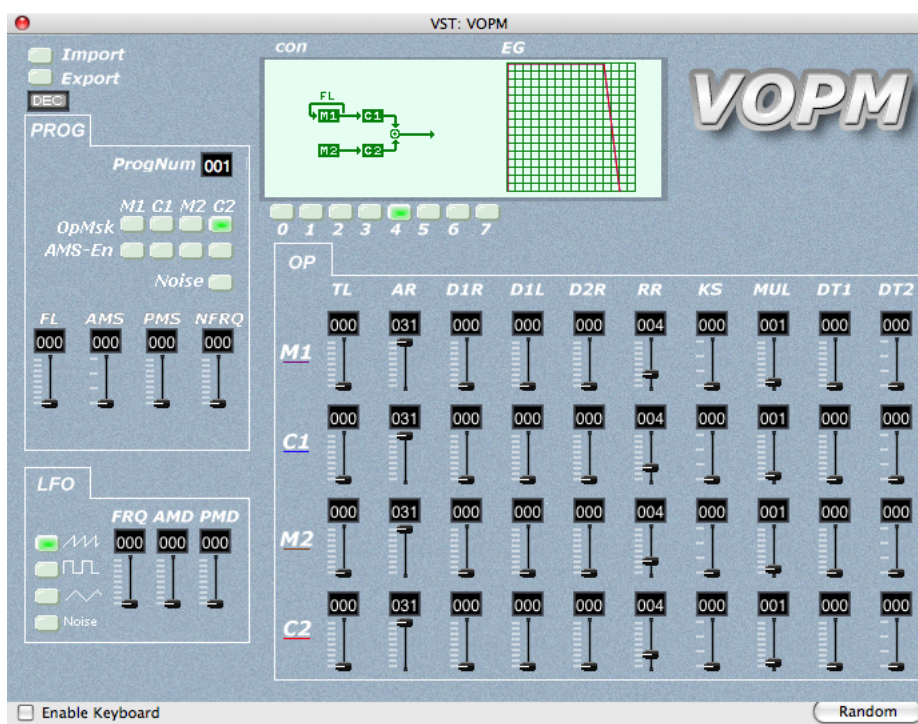 VST: VOPM
Import
Export
DEC
con EG
FL
M1 C1
M2 C2
VOPM
PROG
ProgNum 001
M1 C1 M2 C2
OpMsk
AMS-En
Noise
0 1 2 3 4 5 6 7
FL AMS PMS NFRQ
000 000 000 000
OP
TL AR D1R D1L D2R RR KS MUL DT1 DT2
M1
000 031 000 000 000 004 000 001 000 000
C1
000 031 000 000 000 004 000 001 000 000
M2
000 031 000 000 000 004 000 001 000 000
C2
000 031 000 000 000 004 000 001 000 000
LFO
FRQ AMD PMD
000 000 000
Noise
Enable Keyboard
Random